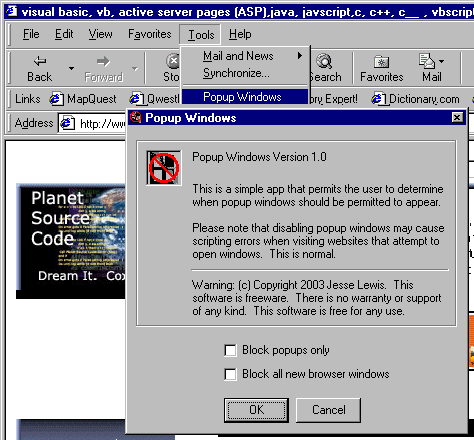 visual basic, vb, active server pages (ASP),java, javscript,c, c++, c__ , vbscrip
File Edit View Favorites Tools Help
Back Forward Sto Search Favorites Mail
Mail and News
Synchronize...
Popup Windows
Links MapQuest Qwest ory Expert! Dictionary.com
Address http://ww
Popup Windows
Popup Windows Version 1.0
This is a simple app that permits the user to determine
when popup windows should be permitted to appear.
Please note that disabling popup windows may cause
scripting errors when visiting websites that attempt to
open windows. This is normal.
Warning: (c) Copyright 2003 Jesse Lewis. This
software is freeware. There is no warranty or support
of any kind. This software is free for any use.
Block popups only
Block all new browser windows
OK Cancel
Planet
Source
Code
Dream It. Co